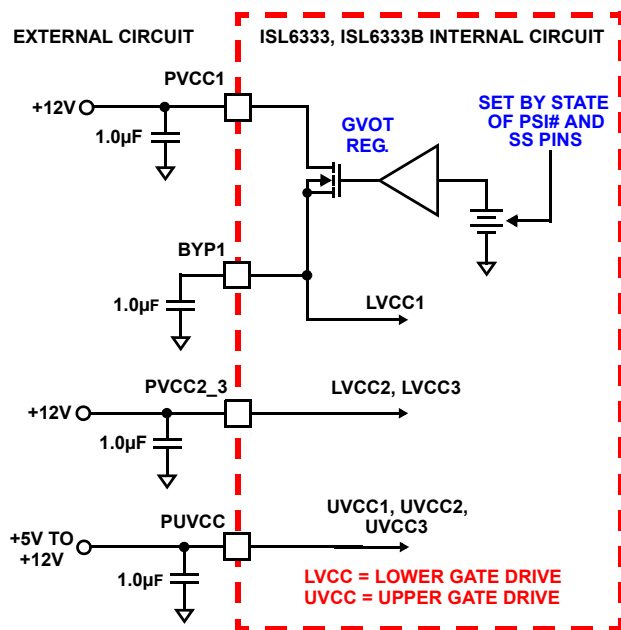 EXTERNAL CIRCUIT
ISL6333, ISL6333B INTERNAL CIRCUIT
PVCC1
+12V
1.0µF
GVOT
REG.
SET BY STATE
OF PSI# AND
SS PINS
BYP1
1.0µF
LVCC1
PVCC2_3
LVCC2, LVCC3
+12V
1.0µF
UVCC1, UVCC2,
UVCC3
PUVCC
+5V TO
+12V
1.0µF
LVCC = LOWER GATE DRIVE
UVCC = UPPER GATE DRIVE